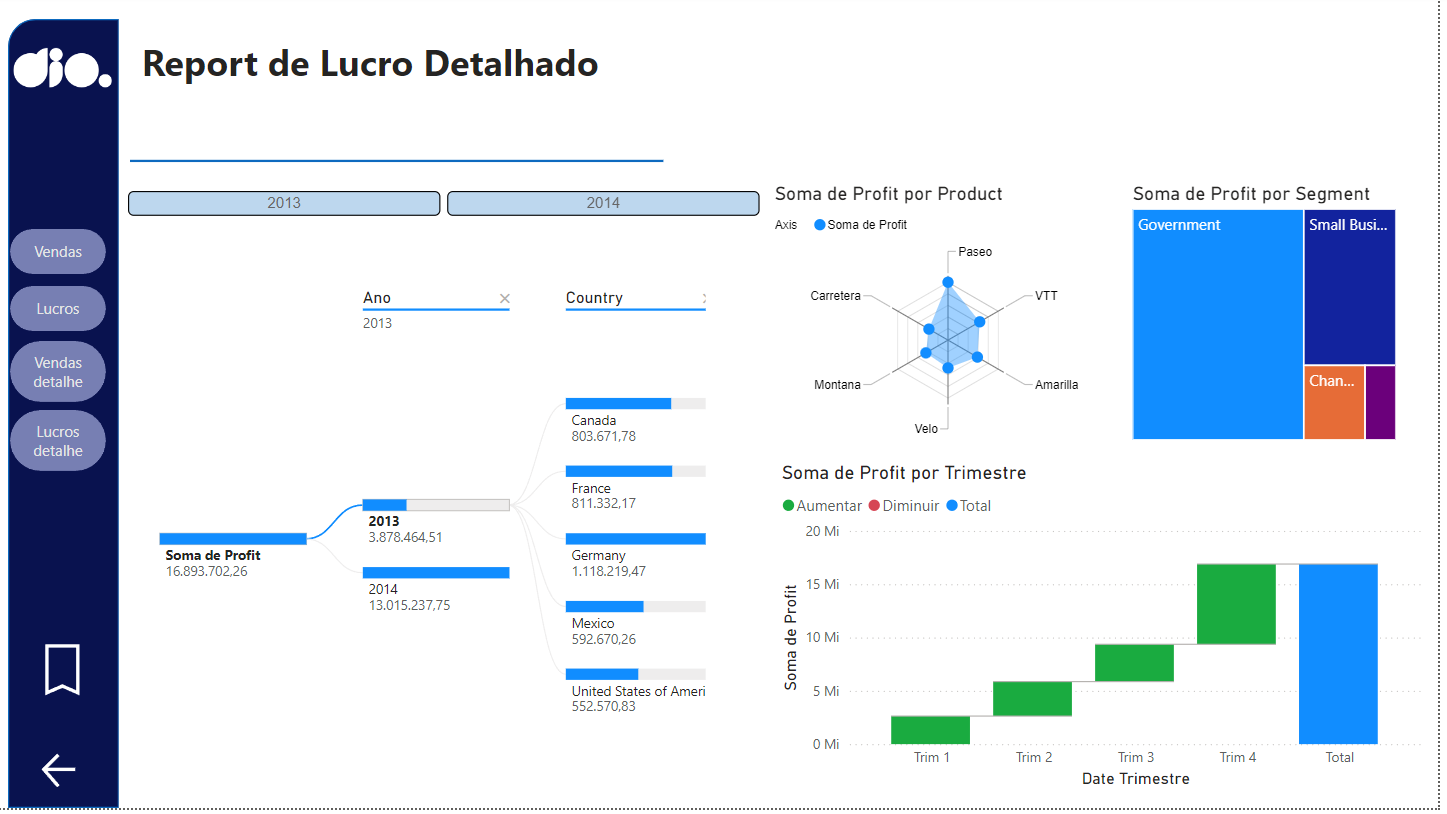 dio.
Report de Lucro Detalhado
Vendas
Lucros
Vendas
detalhe
Lucros
detalhe
2013
2014
Ano
2013
Country
Soma de Profit
16.893.702,26
2013
3.878.464,51
2014
13.015.237,75
Canada
803.671,78
France
811.332,17
Germany
1.118.219,47
Mexico
592.670,26
United States of Ameri
552.570,83
Soma de Profit por Product
Axis
Soma de Profit
Paseo
VTT
Amarilla
Velo
Montana
Carretera
Soma de Profit por Segment
Government
Small Busi...
Chan...
Soma de Profit por Trimestre
Aumentar Diminuir Total
Soma de Profit
20 Mi
15 Mi
10 Mi
5 Mi
0 Mi
Trim 1 Trim 2 Trim 3 Trim 4 Total
Date Trimestre